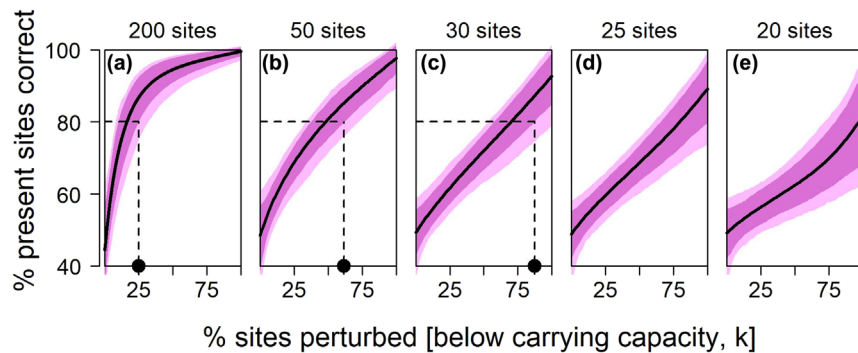 200 sites
50 sites
30 sites
25 sites
20 sites
(a)
(b)
(c)
(d)
(e)
% present sites correct
100
80
60
40
25
75
25
75
25
75
25
75
25
75
% sites perturbed [below carrying capacity, k]